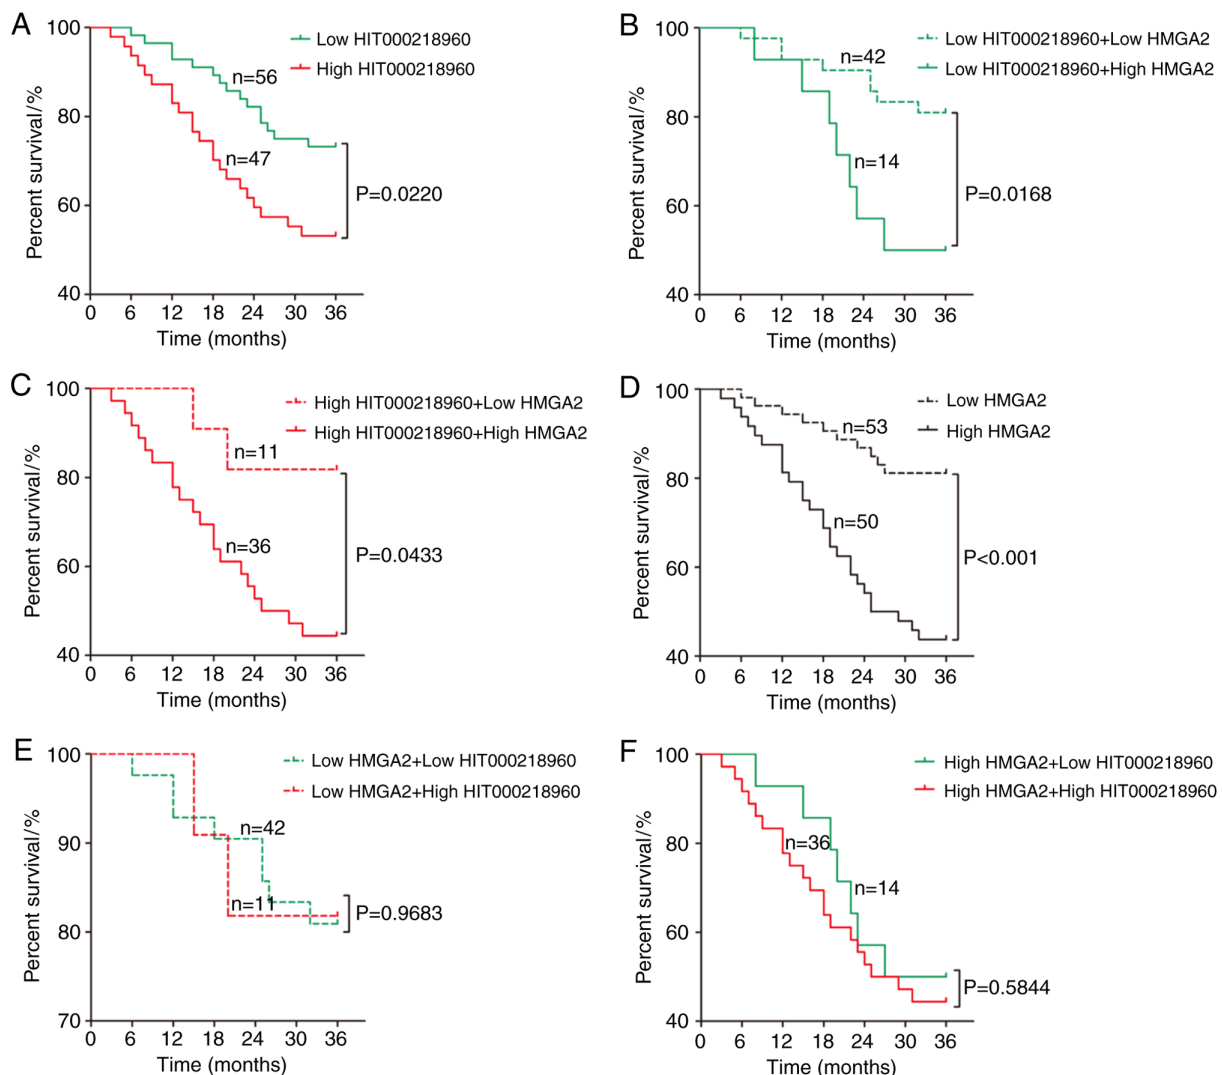 A
100
80
60
40
Percent survival/%
Low HIT000218960
High HIT000218960
n=56
n=47
P=0.0220
0 6 12 18 24 30 36
Time (months)
B
100
80
60
40
Percent survival/%
Low HIT000218960+Low HMGA2
Low HIT000218960+High HMGA2
n=42
n=14
P=0.0168
0 6 12 18 24 30 36
Time (months)
C
100
80
60
40
Percent survival/%
High HIT000218960+Low HMGA2
High HIT000218960+High HMGA2
n=11
n=36
P=0.0433
0 6 12 18 24 30 36
Time (months)
D
100
80
60
40
Percent survival/%
Low HMGA2
High HMGA2
n=53
n=50
P<0.001
0 6 12 18 24 30 36
Time (months)
E
100
90
80
70
Percent survival/%
Low HMGA2+Low HIT000218960
Low HMGA2+High HIT000218960
n=42
n=11
P=0.9683
0 6 12 18 24 30 36
Time (months)
F
100
80
60
40
Percent survival/%
High HMGA2+Low HIT000218960
High HMGA2+High HIT000218960
n=36
n=14
P=0.5844
0 6 12 18 24 30 36
Time (months)